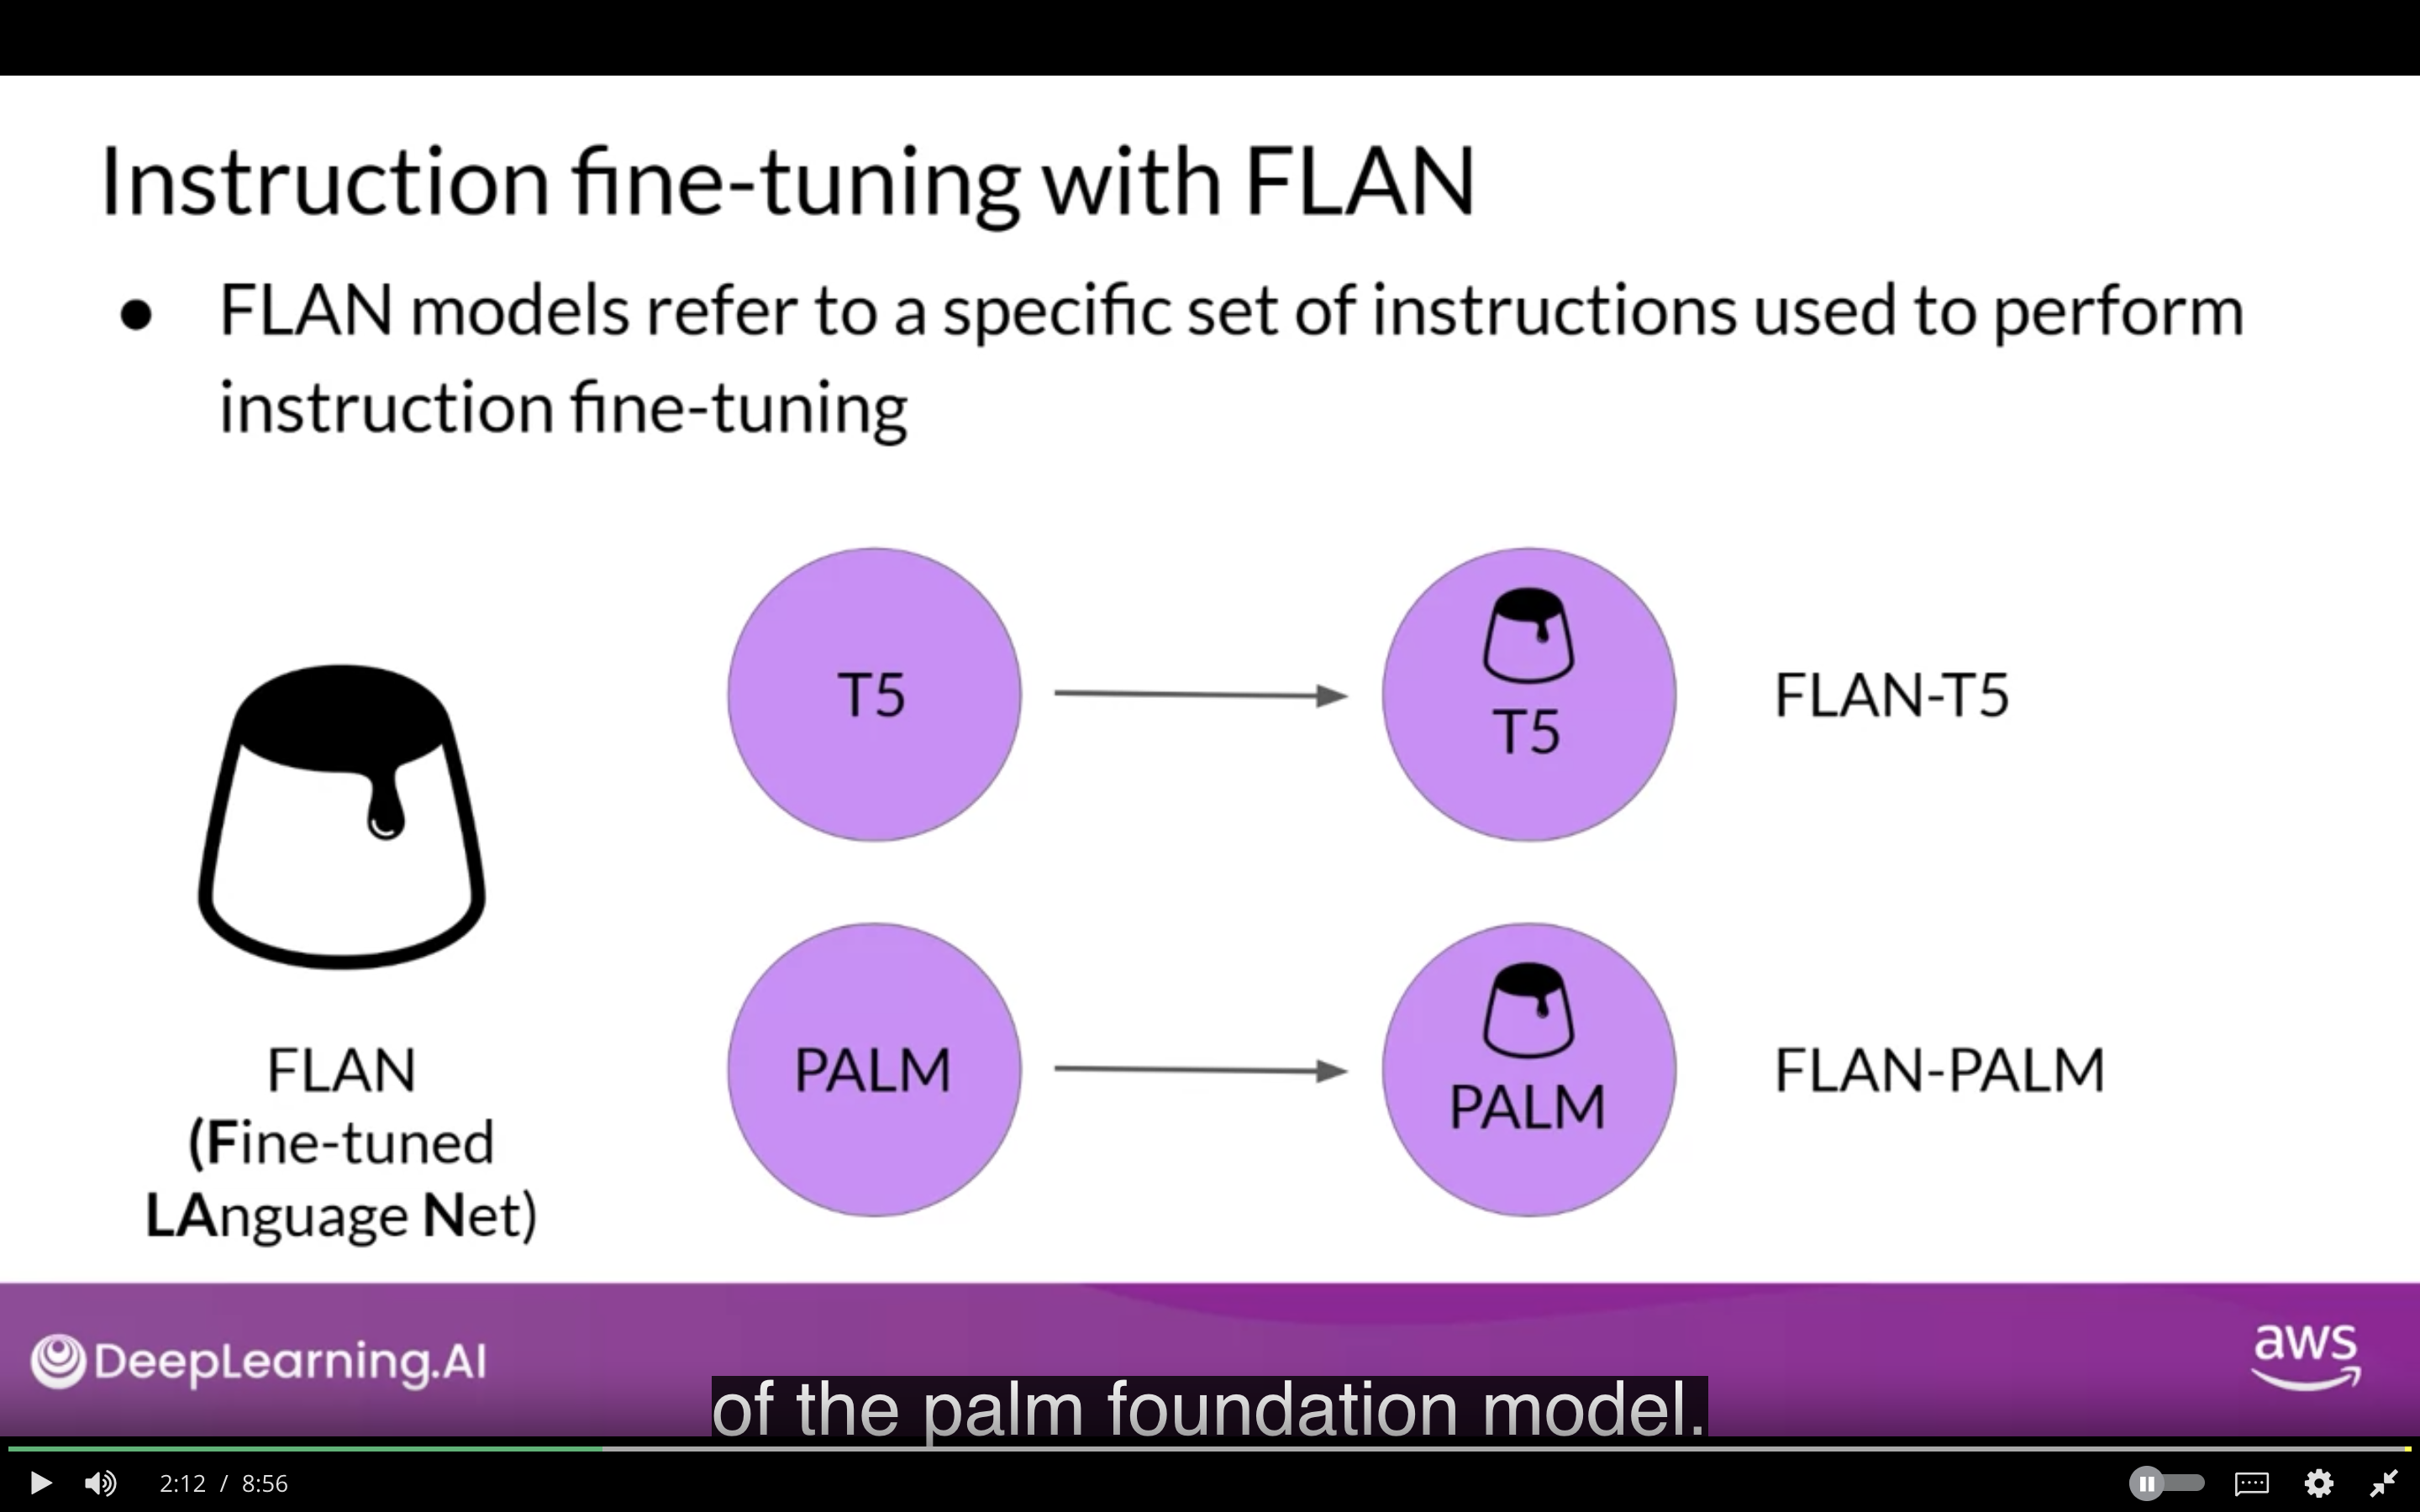 Instruction fine-tuning with FLAN
● FLAN models refer to a specific set of instructions used to perform
instruction fine-tuning
T5
T5
FLAN-T5
PALM
PALM
FLAN-PALM
FLAN
(Fine-tuned
LAnguage Net)
DeepLearning.AI
aws
of the palm foundation model.
2:12 / 8:56